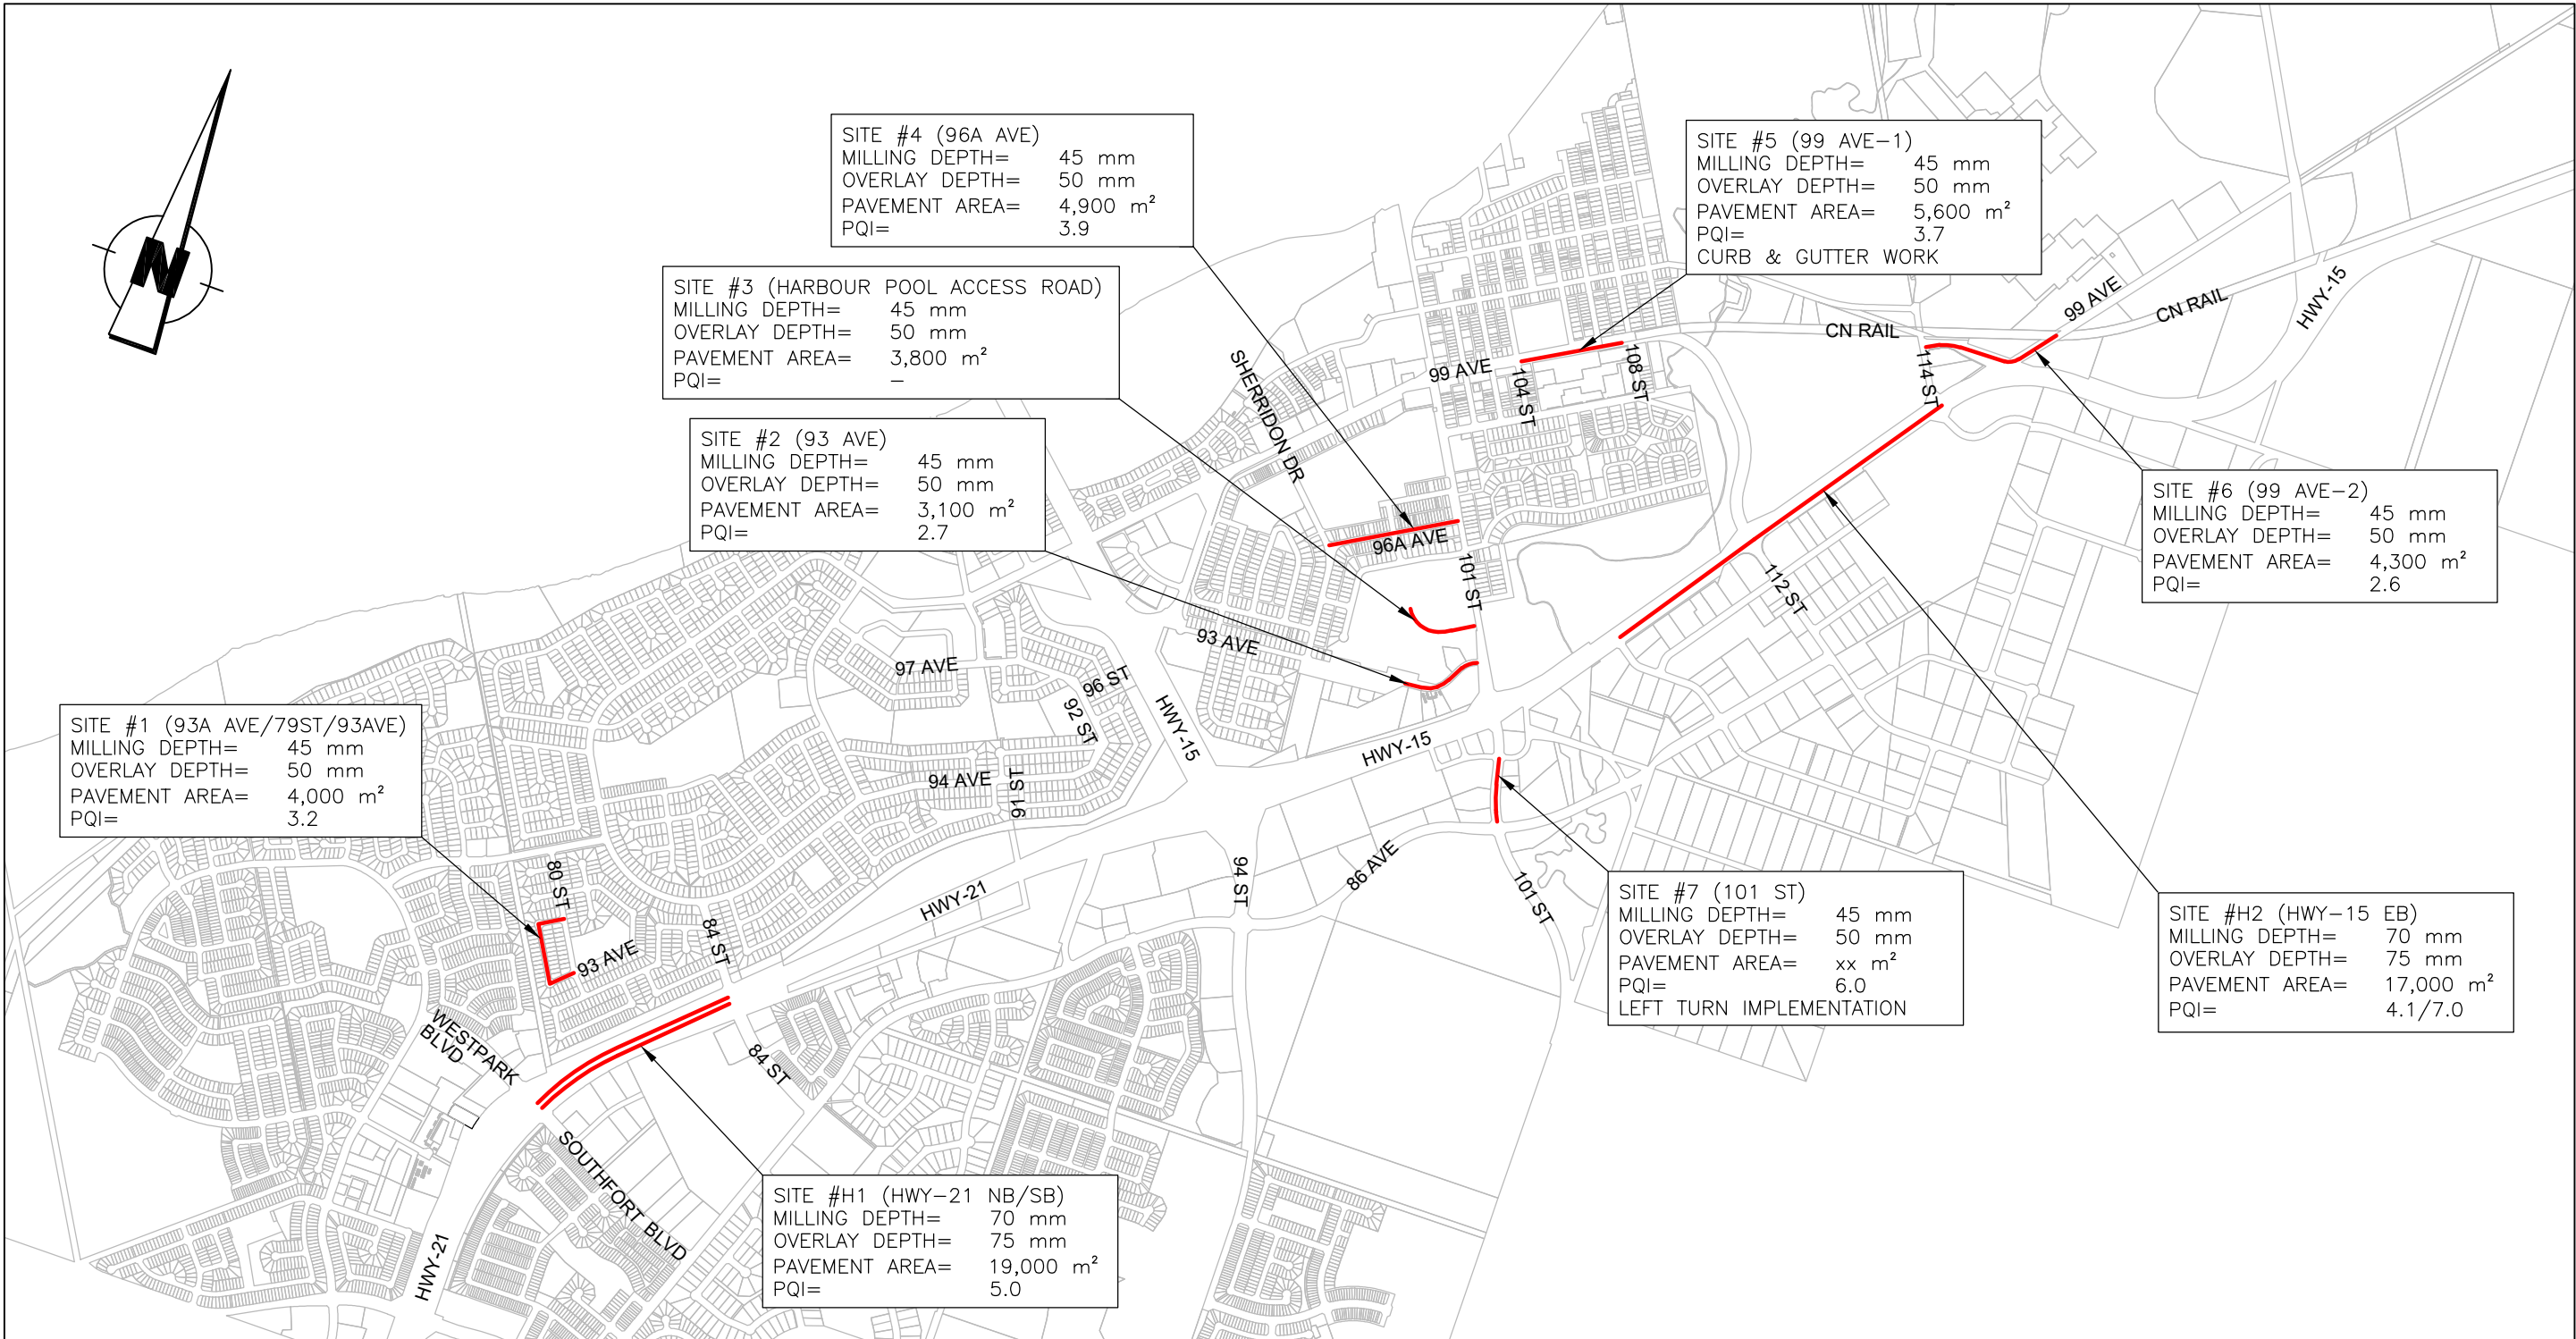 N
SITE #4 (96A AVE)
MILLING DEPTH= 45 mm
OVERLAY DEPTH= 50 mm
PAVEMENT AREA= 4,900 m²
PQI= 3.9
SITE #5 (99 AVE-1)
MILLING DEPTH= 45 mm
OVERLAY DEPTH= 50 mm
PAVEMENT AREA= 5,600 m²
PQI= 3.7
CURB & GUTTER WORK
SITE #3 (HARBOUR POOL ACCESS ROAD)
MILLING DEPTH= 45 mm
OVERLAY DEPTH= 50 mm
PAVEMENT AREA= 3,800 m²
PQI= –
SITE #2 (93 AVE)
MILLING DEPTH= 45 mm
OVERLAY DEPTH= 50 mm
PAVEMENT AREA= 3,100 m²
PQI= 2.7
SITE #6 (99 AVE-2)
MILLING DEPTH= 45 mm
OVERLAY DEPTH= 50 mm
PAVEMENT AREA= 4,300 m²
PQI= 2.6
SITE #1 (93A AVE/79ST/93AVE)
MILLING DEPTH= 45 mm
OVERLAY DEPTH= 50 mm
PAVEMENT AREA= 4,000 m²
PQI= 3.2
SITE #7 (101 ST)
MILLING DEPTH= 45 mm
OVERLAY DEPTH= 50 mm
PAVEMENT AREA= xx m²
PQI= 6.0
LEFT TURN IMPLEMENTATION
SITE #H2 (HWY-15 EB)
MILLING DEPTH= 70 mm
OVERLAY DEPTH= 75 mm
PAVEMENT AREA= 17,000 m²
PQI= 4.1/7.0
SITE #H1 (HWY-21 NB/SB)
MILLING DEPTH= 70 mm
OVERLAY DEPTH= 75 mm
PAVEMENT AREA= 19,000 m²
PQI= 5.0
99 AVE
CN RAIL
HWY-15
CN RAIL
114 ST
108 ST
104 ST
99 AVE
SHERRIDON DR
96A AVE
101 ST
112 ST
93 AVE
97 AVE
96 ST
92 ST
HWY-15
HWY-15
94 AVE
91 ST
80 ST
93 AVE
84 ST
HWY-21
94 ST
86 AVE
101 ST
WESTPARK
BLVD
84 ST
SOUTHFORT BLVD
HWY-21